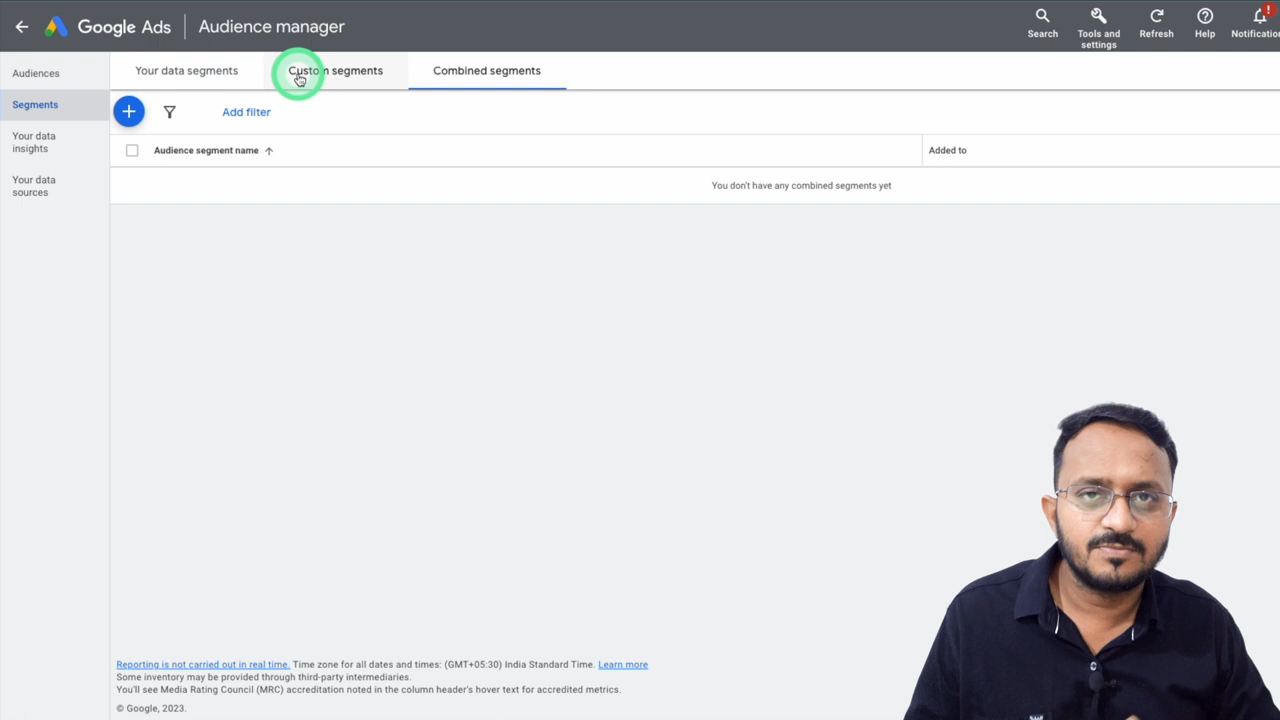 Google Ads
Audience manager
Search
Tools and
settings
Refresh
Help
Notification
!
Audiences
Segments
Your data
insights
Your data
sources
Your data segments
Custom segments
Combined segments
Add filter
Audience segment name
Added to
You don't have any combined segments yet
Reporting is not carried out in real time. Time zone for all dates and times: (GMT+05:30) India Standard Time. Learn more
Some inventory may be provided through third-party intermediaries.
You'll see Media Rating Council (MRC) accreditation noted in the column header's hover text for accredited metrics.
© Google, 2023.